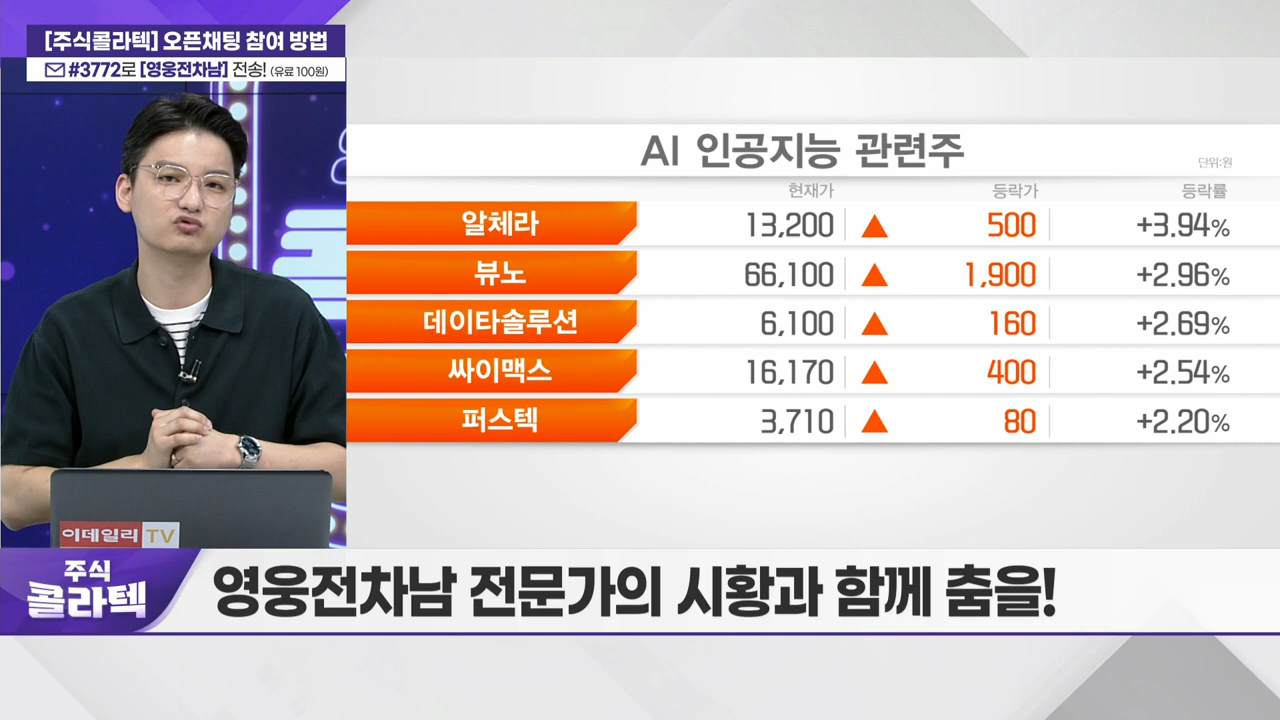 [주식콜라텍] 오픈채팅 참여 방법
#3772로 [영웅전차남] 전송! (유료 100원)
AI 인공지능 관련주
단위:원
현재가 등락가 등락률
알체라 13,200 ▲ 500 +3.94%
뷰노 66,100 ▲ 1,900 +2.96%
데이타솔루션 6,100 ▲ 160 +2.69%
싸이맥스 16,170 ▲ 400 +2.54%
퍼스텍 3,710 ▲ 80 +2.20%
이데일리 TV
주식
콜라텍
영웅전차남 전문가의 시황과 함께 춤을!